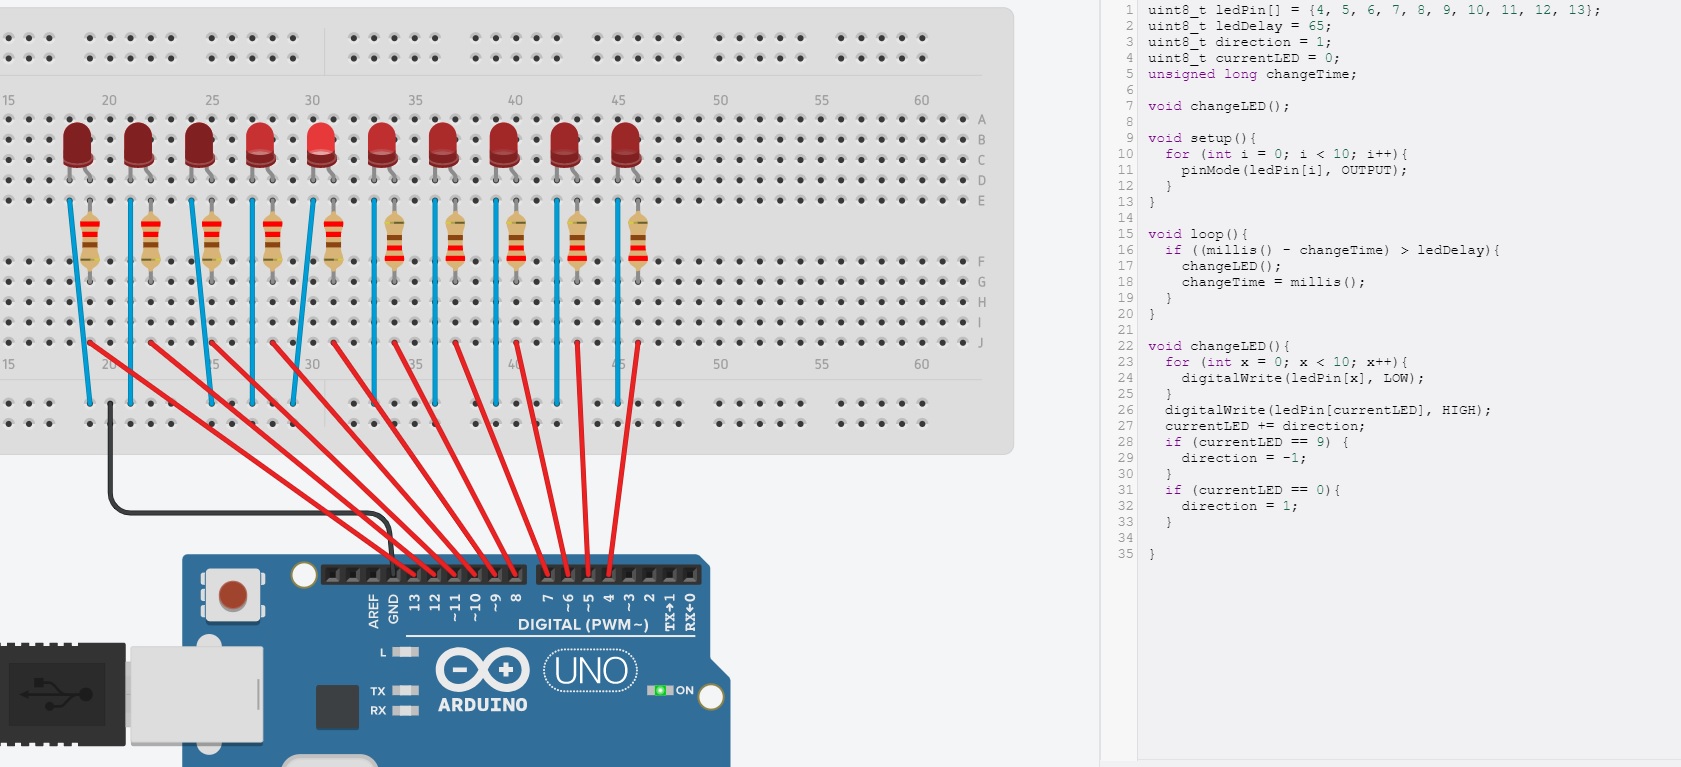 15 20 25 30 35 40 45 50 55 60
A
B
C
D
E
F
G
H
I
J
15 20 25 30 35 40 45 50 55 60
AREF GND 13 12 ~11 ~10 ~9 8 7 ~6 ~5 4 ~3 2 TX→1 RX←0
DIGITAL (PWM~)
L
TX
RX
UNO
ON
ARDUINO
1 uint8_t ledPin[] = {4, 5, 6, 7, 8, 9, 10, 11, 12, 13};
2 uint8_t ledDelay = 65;
3 uint8_t direction = 1;
4 uint8_t currentLED = 0;
5 unsigned long changeTime;
6
7 void changeLED();
8
9 void setup(){
10   for (int i = 0; i < 10; i++){
11     pinMode(ledPin[i], OUTPUT);
12   }
13 }
14
15 void loop(){
16   if ((millis() - changeTime) > ledDelay){
17     changeLED();
18     changeTime = millis();
19   }
20 }
21
22 void changeLED(){
23   for (int x = 0; x < 10; x++){
24     digitalWrite(ledPin[x], LOW);
25   }
26   digitalWrite(ledPin[currentLED], HIGH);
27   currentLED += direction;
28   if (currentLED == 9) {
29     direction = -1;
30   }
31   if (currentLED == 0){
32     direction = 1;
33   }
34
35 }